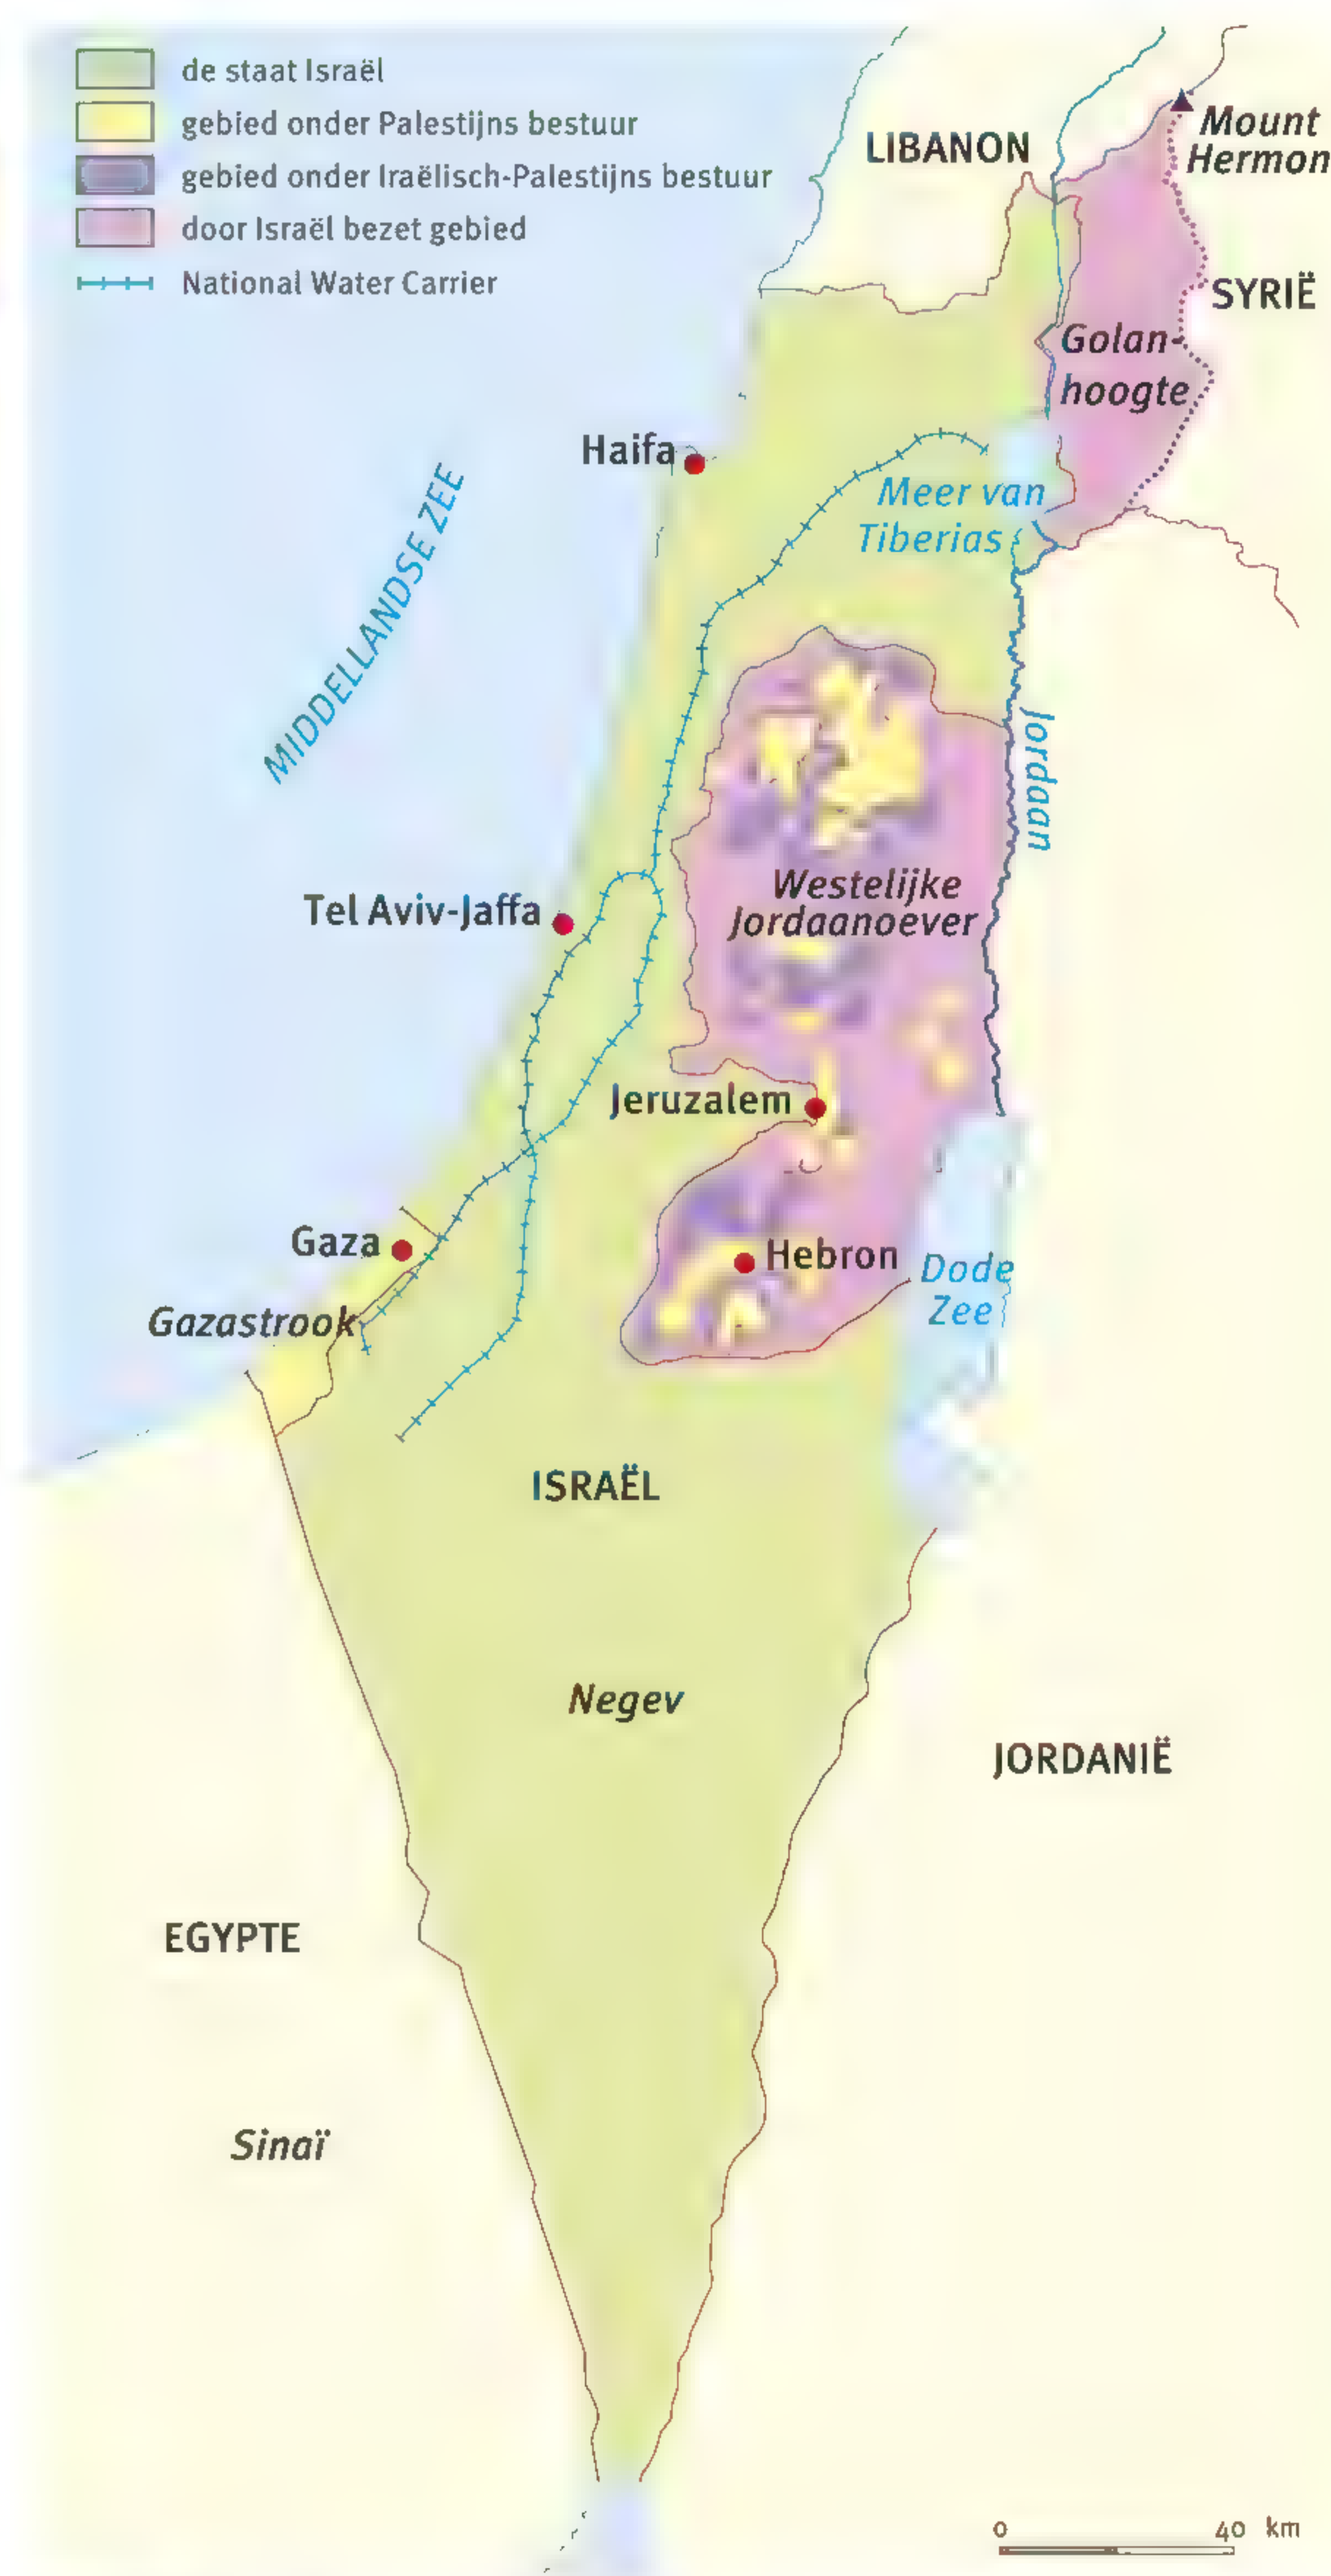 de staat Israël
gebied onder Palestijns bestuur
gebied onder Iraëlisch-Palestijns bestuur
door Israël bezet gebied
National Water Carrier
LIBANON
Mount
Hermon
SYRIË
Golan-
hoogte
Haifa
Meer van
Tiberias
MIDDELLANDSE ZEE
Jordaan
Westelijke
Jordaanoever
Tel Aviv-Jaffa
Jeruzalem
Gaza
Hebron
Dode
Zee
Gazastrook
ISRAËL
Negev
JORDANIË
EGYPTE
Sinaï
0 40 km